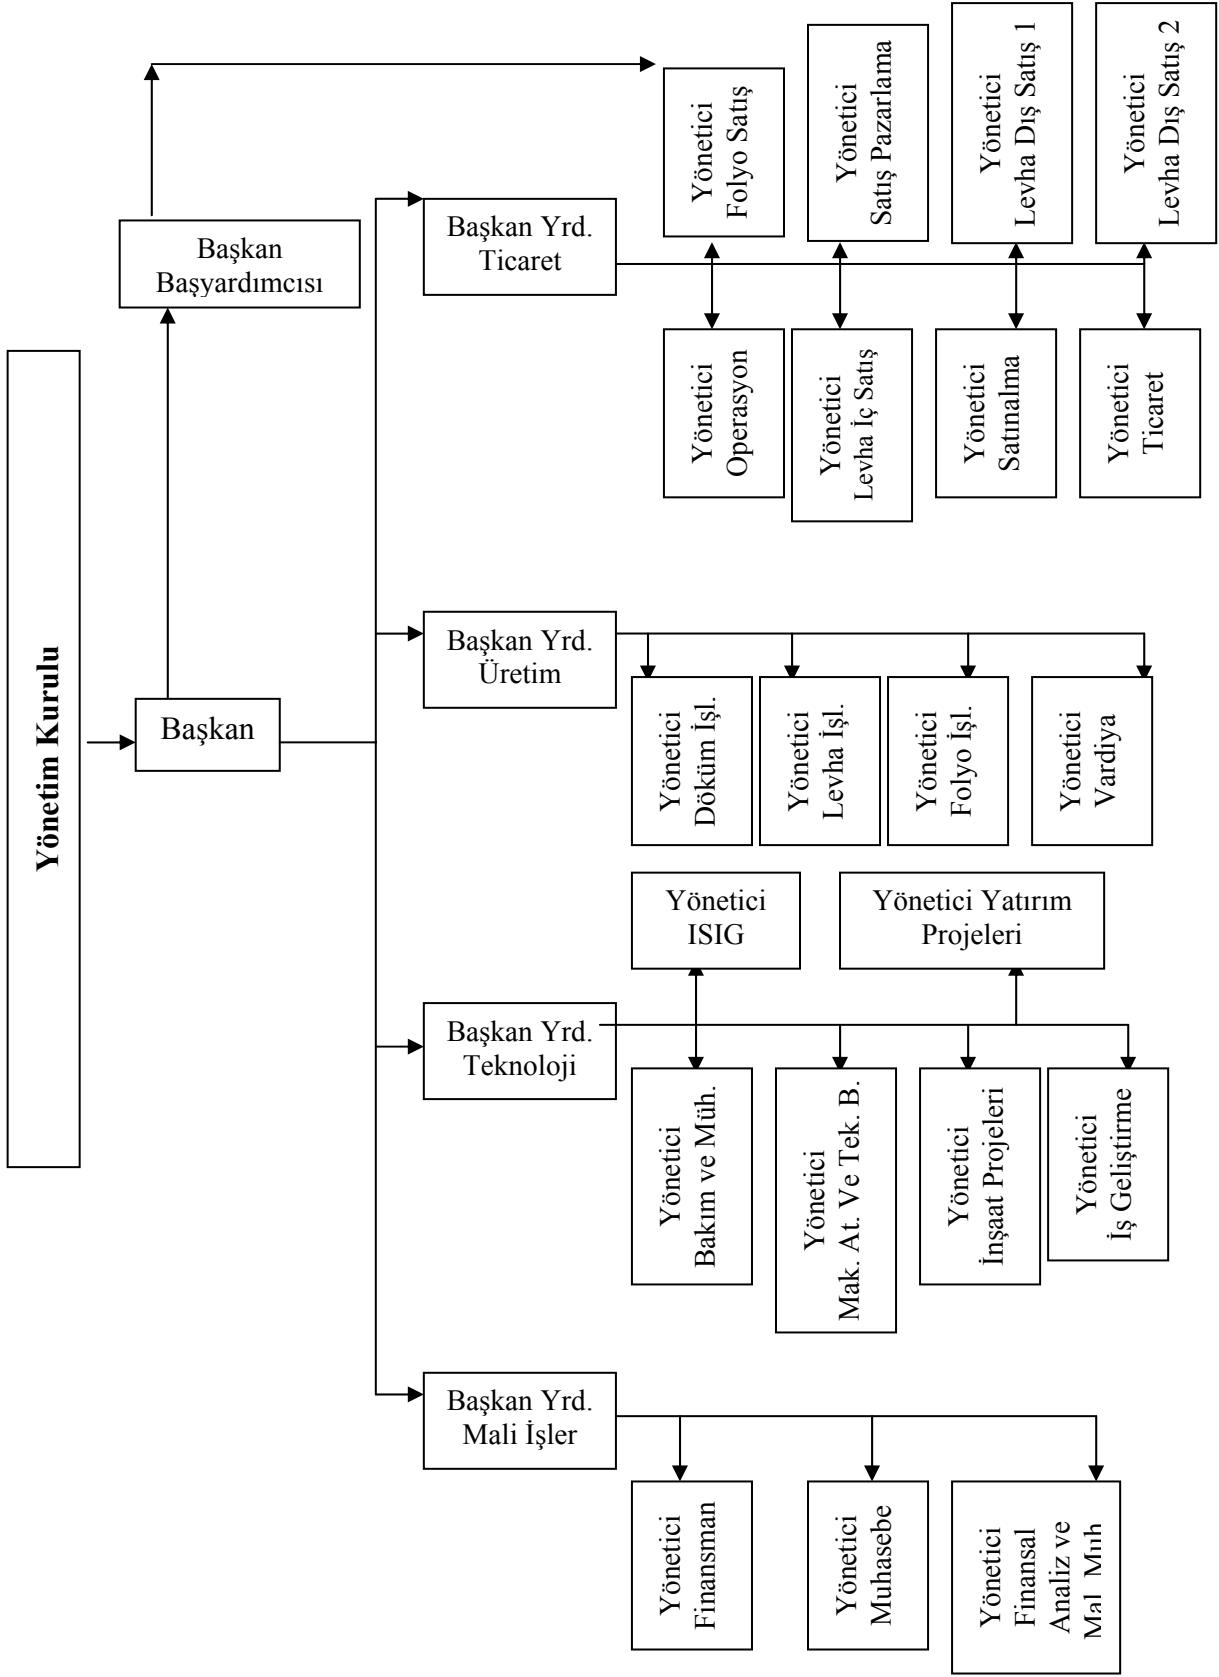 Yönetim Kurulu
Başkan
Başkan
Başyardımcısı
Başkan Yrd.
Ticaret
Yönetici
Folyo Satış
Yönetici
Satış Pazarlama
Yönetici
Levha Dış Satış 1
Yönetici
Levha Dış Satış 2
Yönetici
Operasyon
Yönetici
Levha İç Satış
Yönetici
Satınalma
Yönetici
Ticaret
Başkan Yrd.
Üretim
Yönetici
Döküm İşl.
Yönetici
Levha İşl.
Yönetici
Folyo İşl.
Yönetici
Vardiya
Yönetici
ISIG
Yönetici Yatırım
Projeleri
Başkan Yrd.
Teknoloji
Yönetici
Bakım ve Müh.
Yönetici
Mak. At. Ve Tek. B.
Yönetici
İnşaat Projeleri
Yönetici
İş Geliştirme
Başkan Yrd.
Mali İşler
Yönetici
Finansman
Yönetici
Muhasebe
Yönetici
Finansal
Analiz ve
Mal. Muh